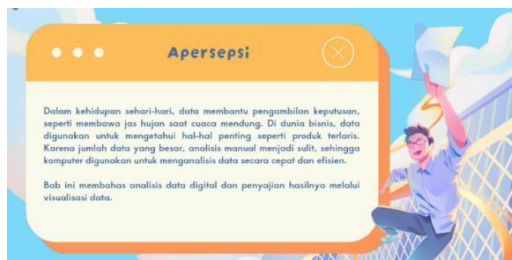 Apersepsi
Dalam kehidupan sehari-hari, data membantu pengambilan keputusan,
seperti membawa jas hujan saat cuaca mendung. Di dunia bisnis, data
digunakan untuk mengetahui hal-hal penting seperti produk terlaris.
Karena jumlah data yang besar, analisis manual menjadi sulit, sehingga
komputer digunakan untuk menganalisis data secara cepat dan efisien.
Bab ini membahas analisis data digital dan penyajian hasilnya melalui
visualisasi data.